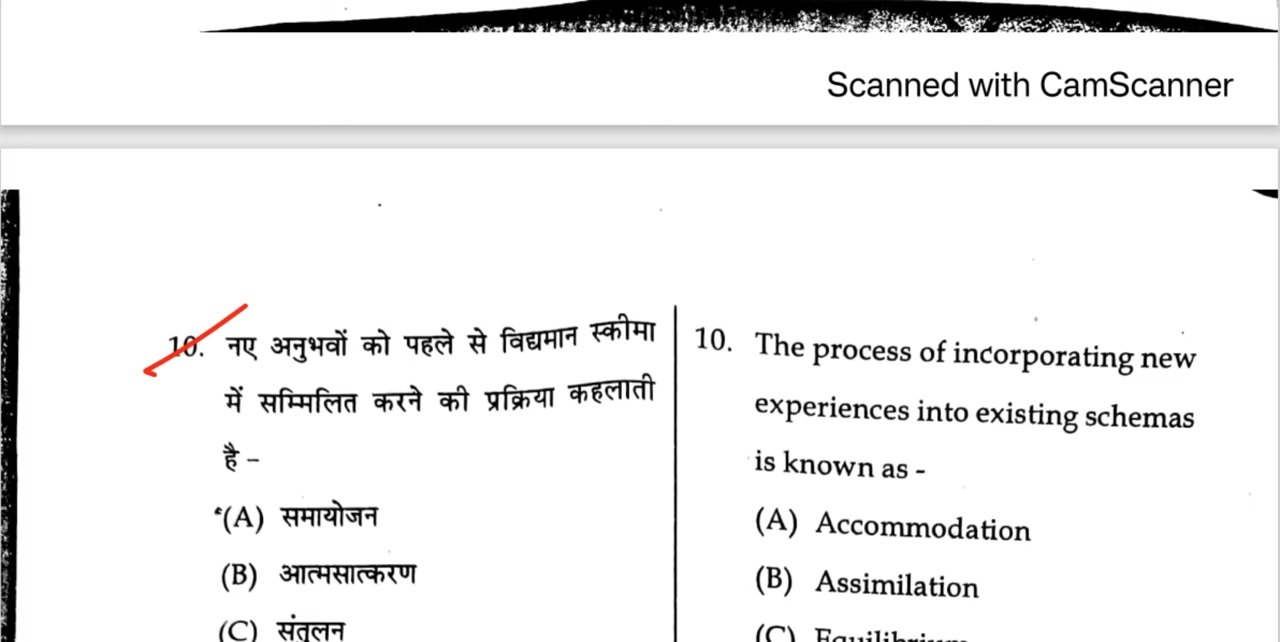 Scanned with CamScanner
10. नए अनुभवों को पहले से विद्यमान स्कीमा
में सम्मिलित करने की प्रक्रिया कहलाती
है –
(A) समायोजन
(B) आत्मसात्करण
(C) संतुलन
10. The process of incorporating new
experiences into existing schemas
is known as -
(A) Accommodation
(B) Assimilation
(C)